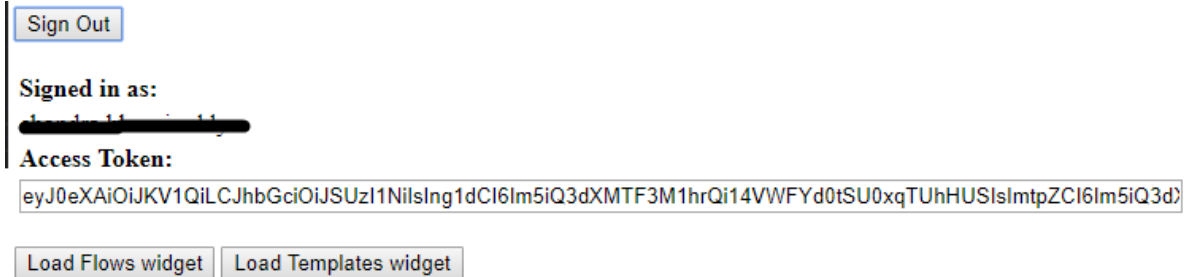 Sign Out
Signed in as:
Access Token:
eyJ0eXAiOiJKV1QiLCJhbGciOiJSUzI1NiIsIng1dCI6Im5iQ3dXMTF3M1hrQi14VWFYd0tSU0xqTUhHUSIsImtpZCI6Im5iQ3dX
Load Flows widget Load Templates widget